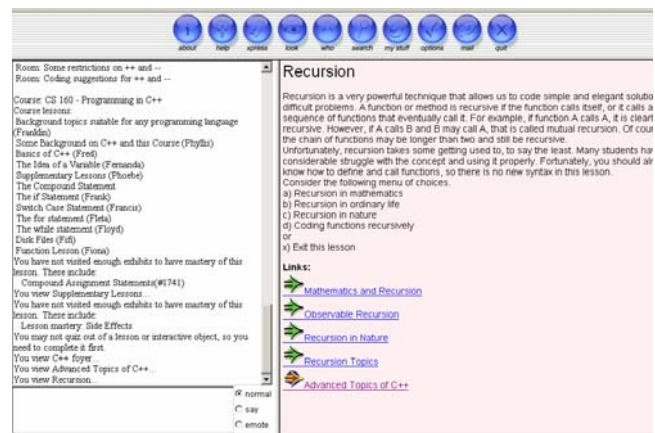 about help xpress look who search my stuff options mail quit
Room: Some restrictions on ++ and --
Room: Coding suggestions for ++ and --
Course: CS 160 - Programming in C++
Course lessons:
Background topics suitable for any programming language
(Franklin)
Some Background on C++ and this Course (Phyllis)
Basics of C++ (Fred)
The Idea of a Variable (Fernanda)
Supplementary Lessons (Phoebe)
The Compound Statement
The if Statement (Frank)
Switch Case Statement (Francis)
The for statement (Fleta)
The while statement (Floyd)
Disk Files (Fifi)
Function Lesson (Fiona)
You have not visited enough exhibits to have mastery of this
lesson. These include:
Compound Assignment Statements(#1741)
You view Supplementary Lessons...
You have not visited enough exhibits to have mastery of this
lesson. These include:
Lesson mastery: Side Effects
You may not quiz out of a lesson or interactive object, so you
need to complete it first.
You view C++ foyer...
You view Advanced Topics of C++...
You view Recursion...
normal
say
emote
Recursion
Recursion is a very powerful technique that allows us to code simple and elegant solutio
difficult problems. A function or method is recursive if the function calls itself, or it calls a
sequence of functions that eventually call it. For example, if function A calls A, it is clearl
recursive. However, if A calls B and B may call A, that is called mutual recursion. Of cour
the chain of functions may be longer than two and still be recursive.
Unfortunately, recursion takes some getting used to, to say the least. Many students hav
considerable struggle with the concept and using it properly. Fortunately, you should alr
know how to define and call functions, so there is no new syntax in this lesson.
Consider the following menu of choices.
a) Recursion in mathematics
b) Recursion in ordinary life
c) Recursion in nature
d) Coding functions recursively
or
x) Exit this lesson
Links:
Mathematics and Recursion
Observable Recursion
Recursion in Nature
Recursion Topics
Advanced Topics of C++